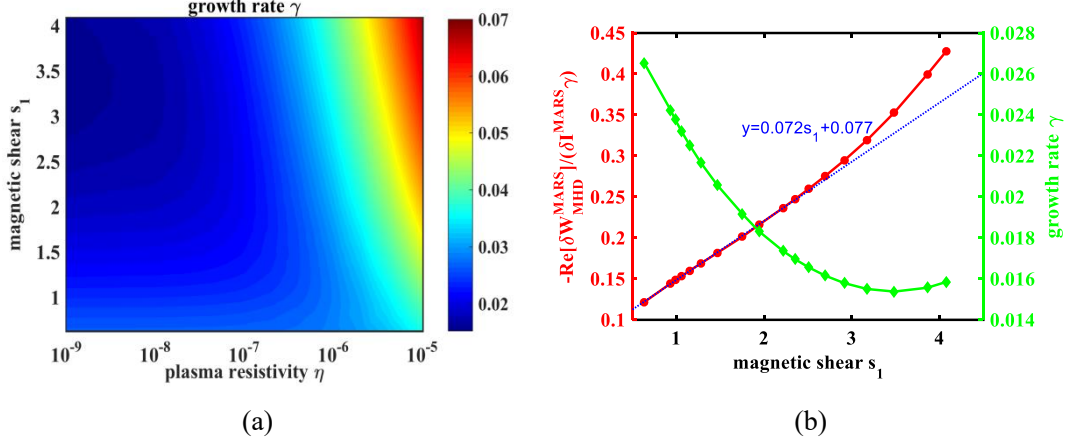 growth rate γ
4
3.5
3
2.5
2
1.5
1
magnetic shear s₁
10⁻⁹ 10⁻⁸ 10⁻⁷ 10⁻⁶ 10⁻⁵
plasma resistivity η
0.07
0.06
0.05
0.04
0.03
0.02
(a)
0.45
0.4
0.35
0.3
0.25
0.2
0.15
0.1
-Re[δW_MHD^MARS]/(δI^MARS γ)
y=0.072s₁+0.077
0.028
0.026
0.024
0.022
0.02
0.018
0.016
0.014
growth rate γ
1 2 3 4
magnetic shear s₁
(b)